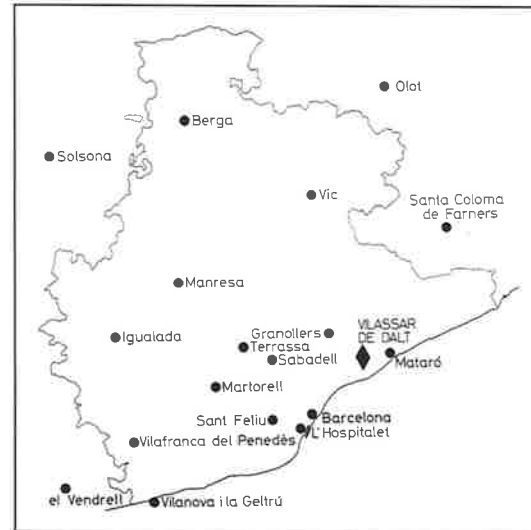 Olot
Berga
Solsona
Vic
Santa Coloma
de Farners
Manresa
VILASSAR
DE DALT
Granollers
Igualada
Terrassa
Sabadell
Mataró
Martorell
Barcelona
Sant Feliu
L'Hospitalet
Vilafranca del Penedès
el Vendrell
Vilanova i la Geltrú